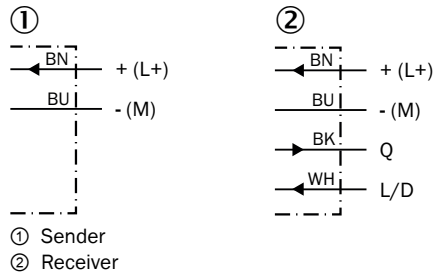 ① ②
BN + (L+) BN + (L+)
BU - (M) BU - (M)
BK Q
WH L/D
① Sender
② Receiver